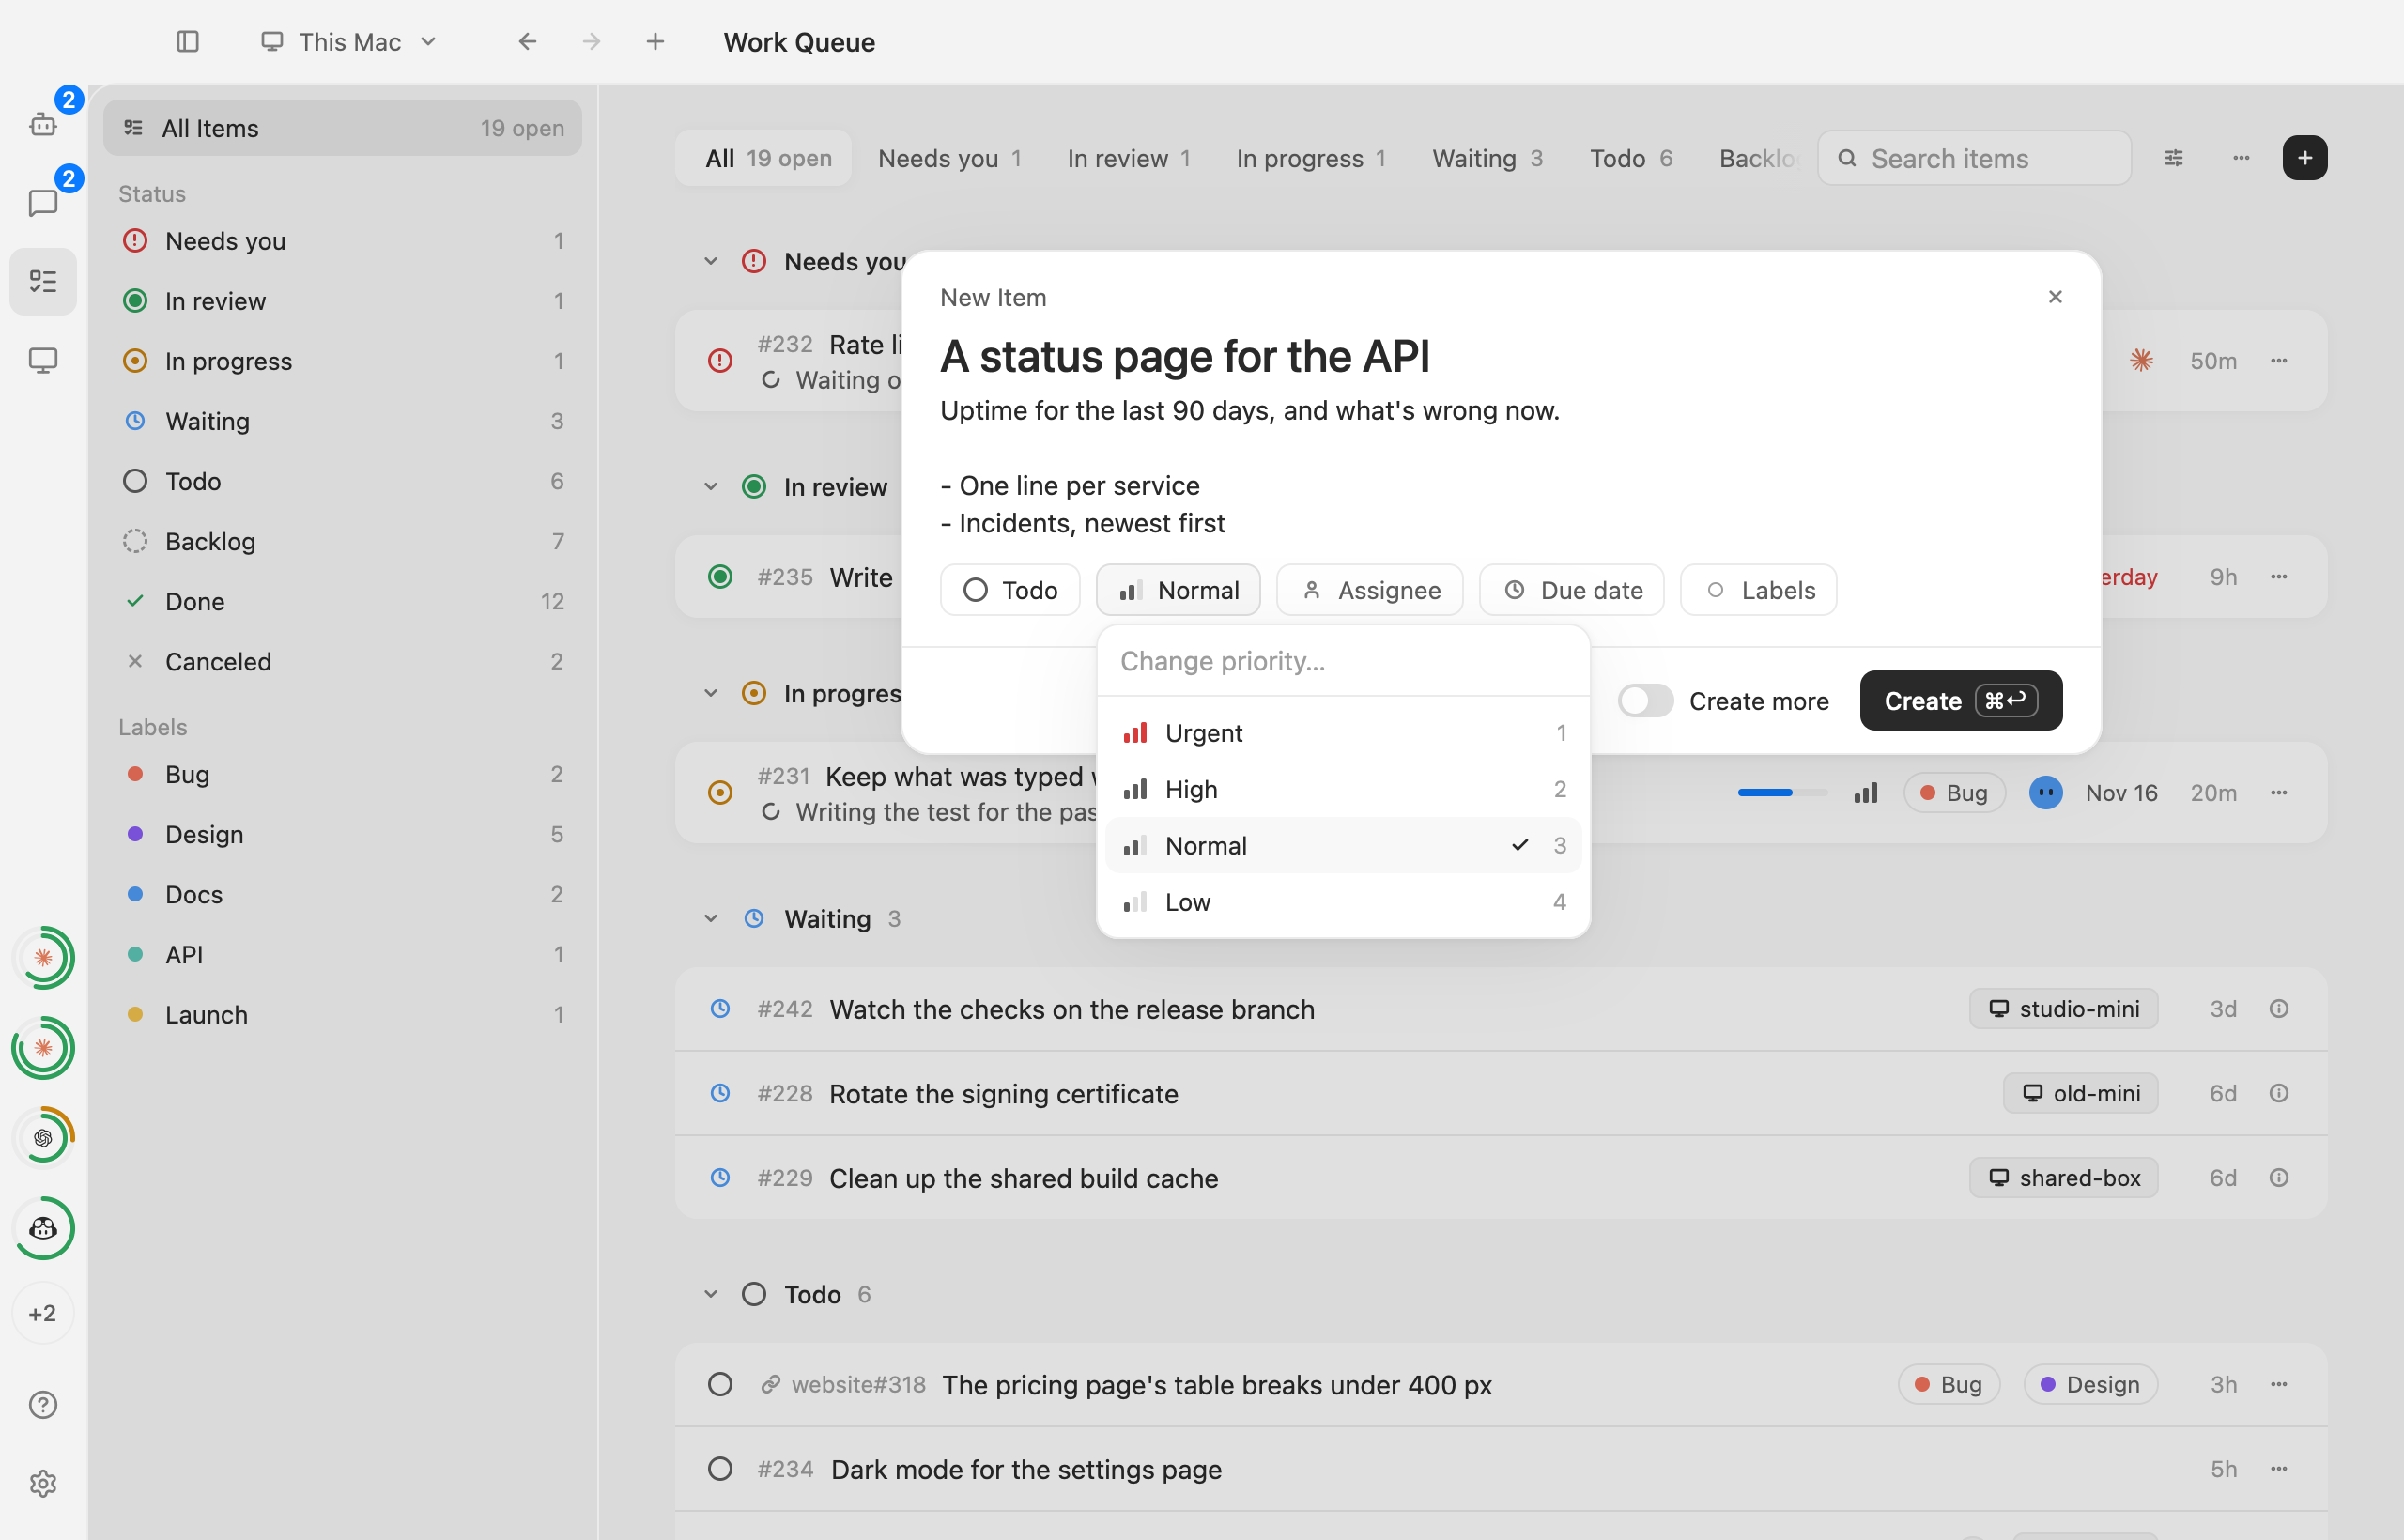 This Mac
Work Queue
2
2
All Items 19 open
Status
Needs you 1
In review 1
In progress 1
Waiting 3
Todo 6
Backlog 7
Done 12
Canceled 2
Labels
Bug 2
Design 5
Docs 2
API 1
Launch 1
+2
All 19 open Needs you 1 In review 1 In progress 1 Waiting 3 Todo 6 Backlo Search items
Needs you
#232 Rate li
Waiting o
50m
In review
#235 Write
erday 9h
In progres
#231 Keep what was typed
Writing the test for the pas
Bug Nov 16 20m
New Item
A status page for the API
Uptime for the last 90 days, and what's wrong now.
- One line per service
- Incidents, newest first
Todo Normal Assignee Due date Labels
Create more Create ⌘↩
Change priority...
Urgent 1
High 2
Normal 3
Low 4
Waiting 3
#242 Watch the checks on the release branch studio-mini 3d
#228 Rotate the signing certificate old-mini 6d
#229 Clean up the shared build cache shared-box 6d
Todo 6
website#318 The pricing page's table breaks under 400 px Bug Design 3h
#234 Dark mode for the settings page 5h